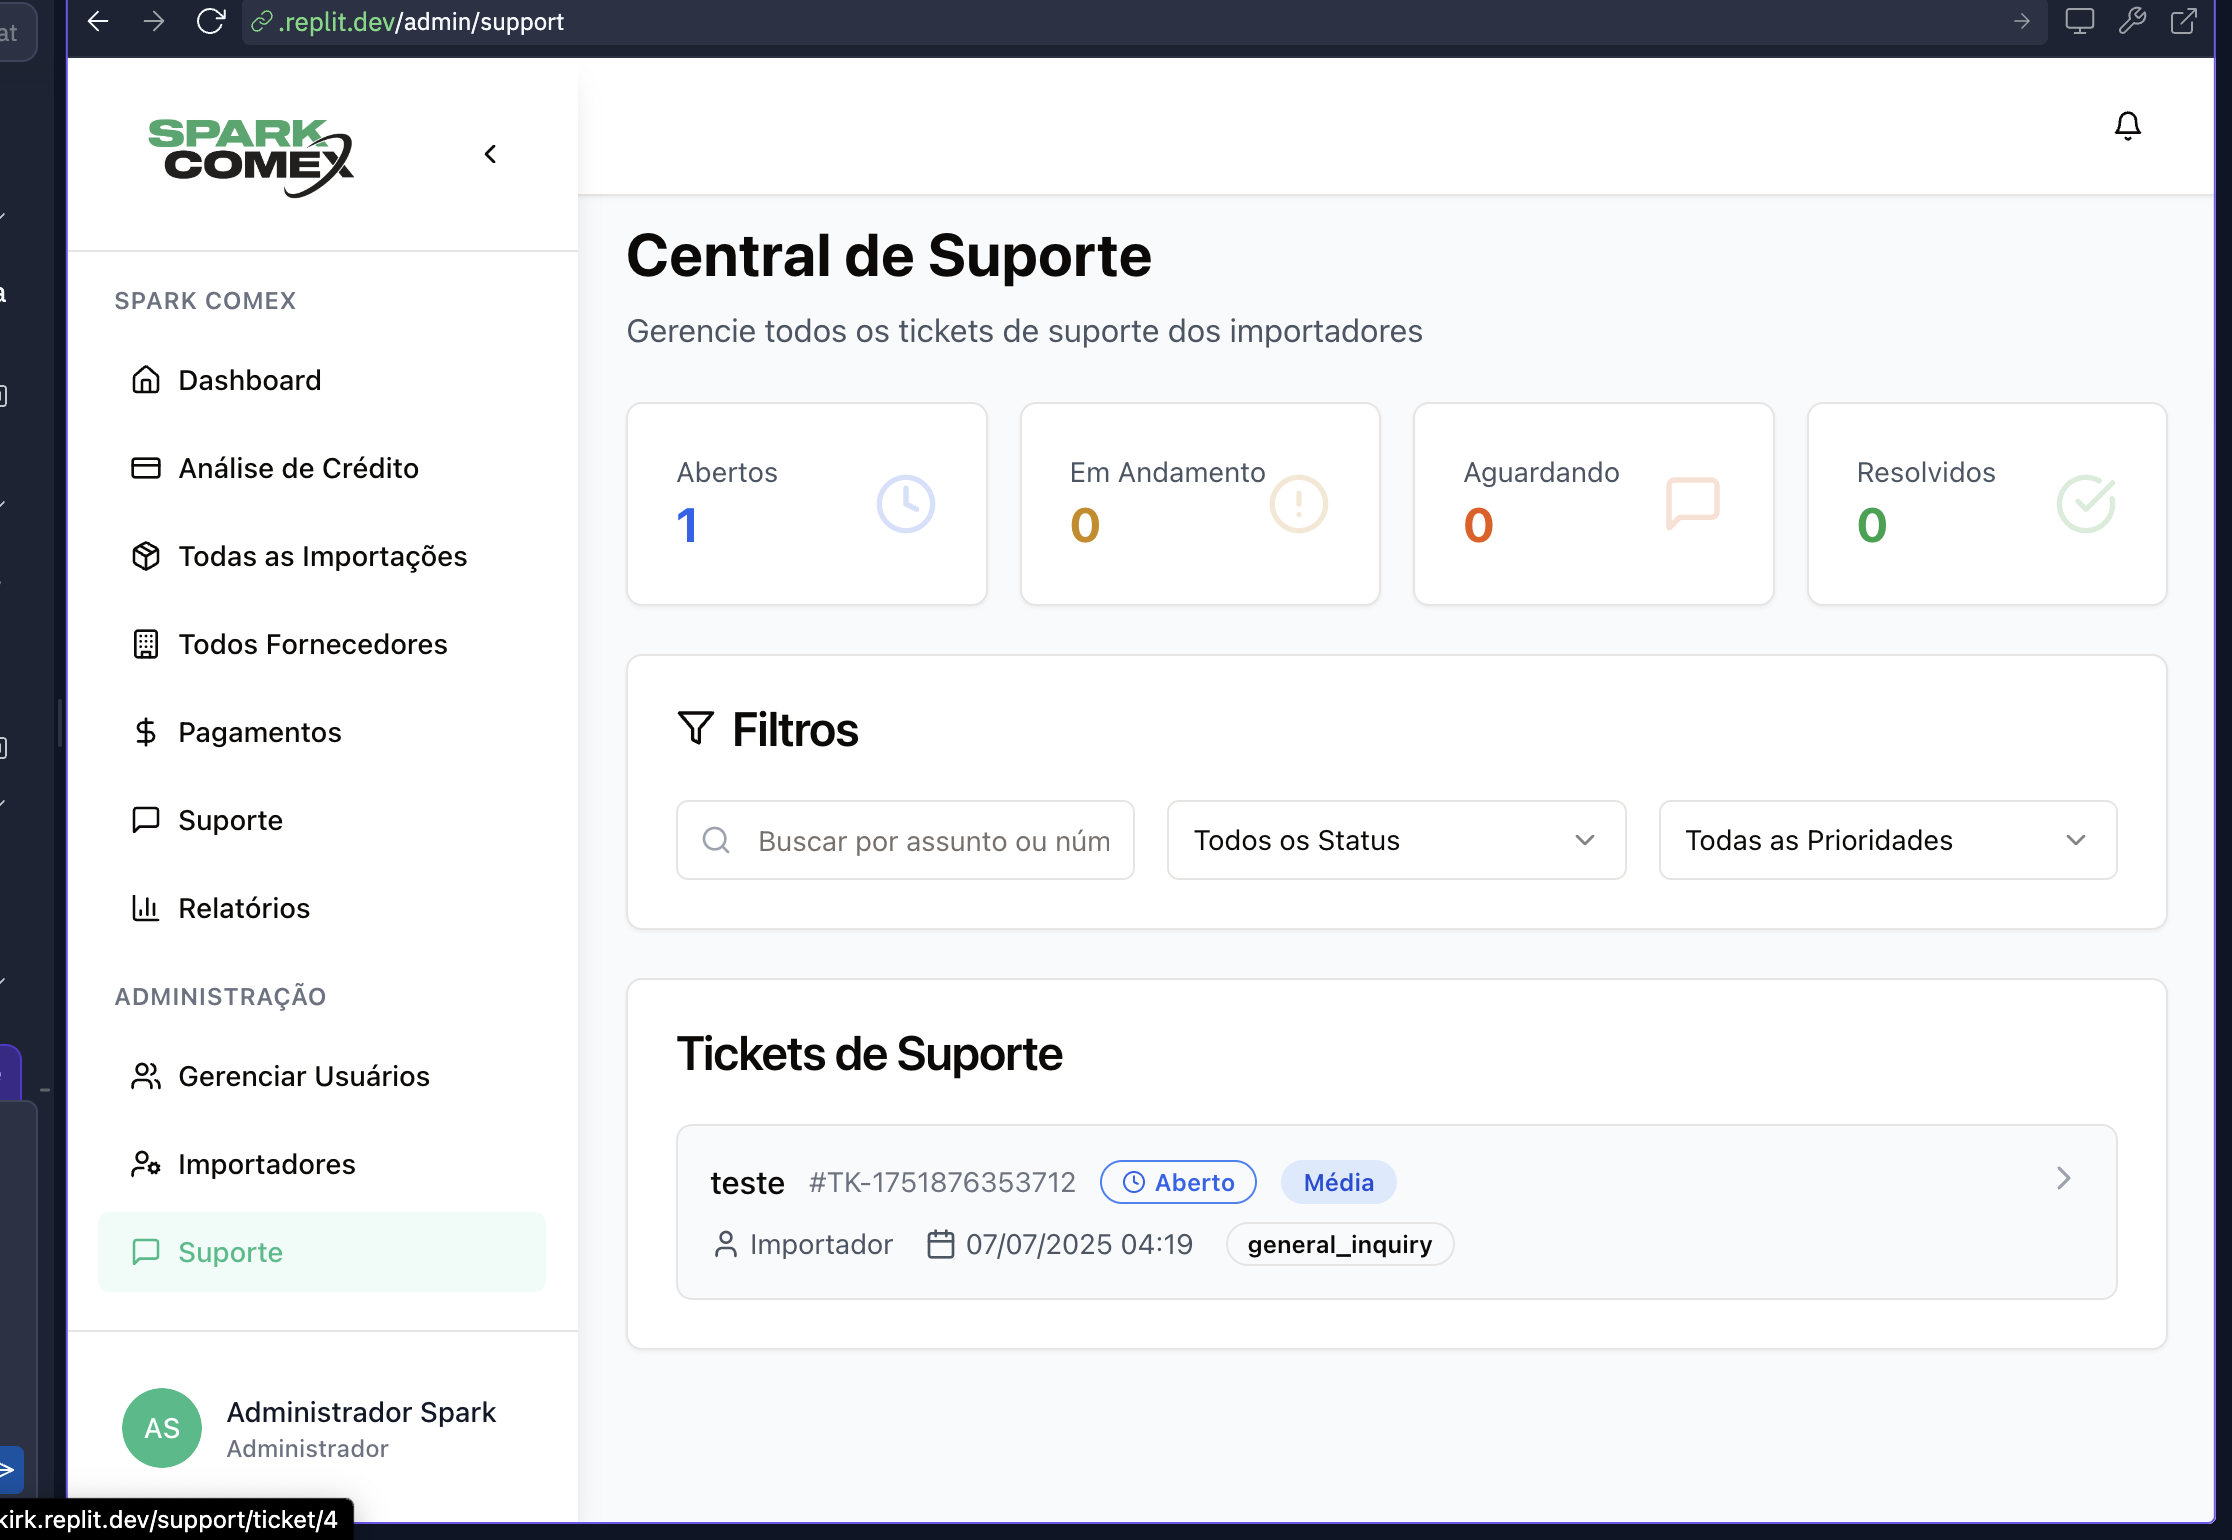 at
.replit.dev/admin/support
SPARK
COMEX
SPARK COMEX
Dashboard
Análise de Crédito
Todas as Importações
Todos Fornecedores
Pagamentos
Suporte
Relatórios
ADMINISTRAÇÃO
Gerenciar Usuários
Importadores
Suporte
AS
Administrador Spark
Administrador
kirk.replit.dev/support/ticket/4
Central de Suporte
Gerencie todos os tickets de suporte dos importadores
Abertos
1
Em Andamento
0
Aguardando
0
Resolvidos
0
Filtros
Buscar por assunto ou núm
Todos os Status
Todas as Prioridades
Tickets de Suporte
teste #TK-1751876353712 Aberto Média
Importador 07/07/2025 04:19 general_inquiry